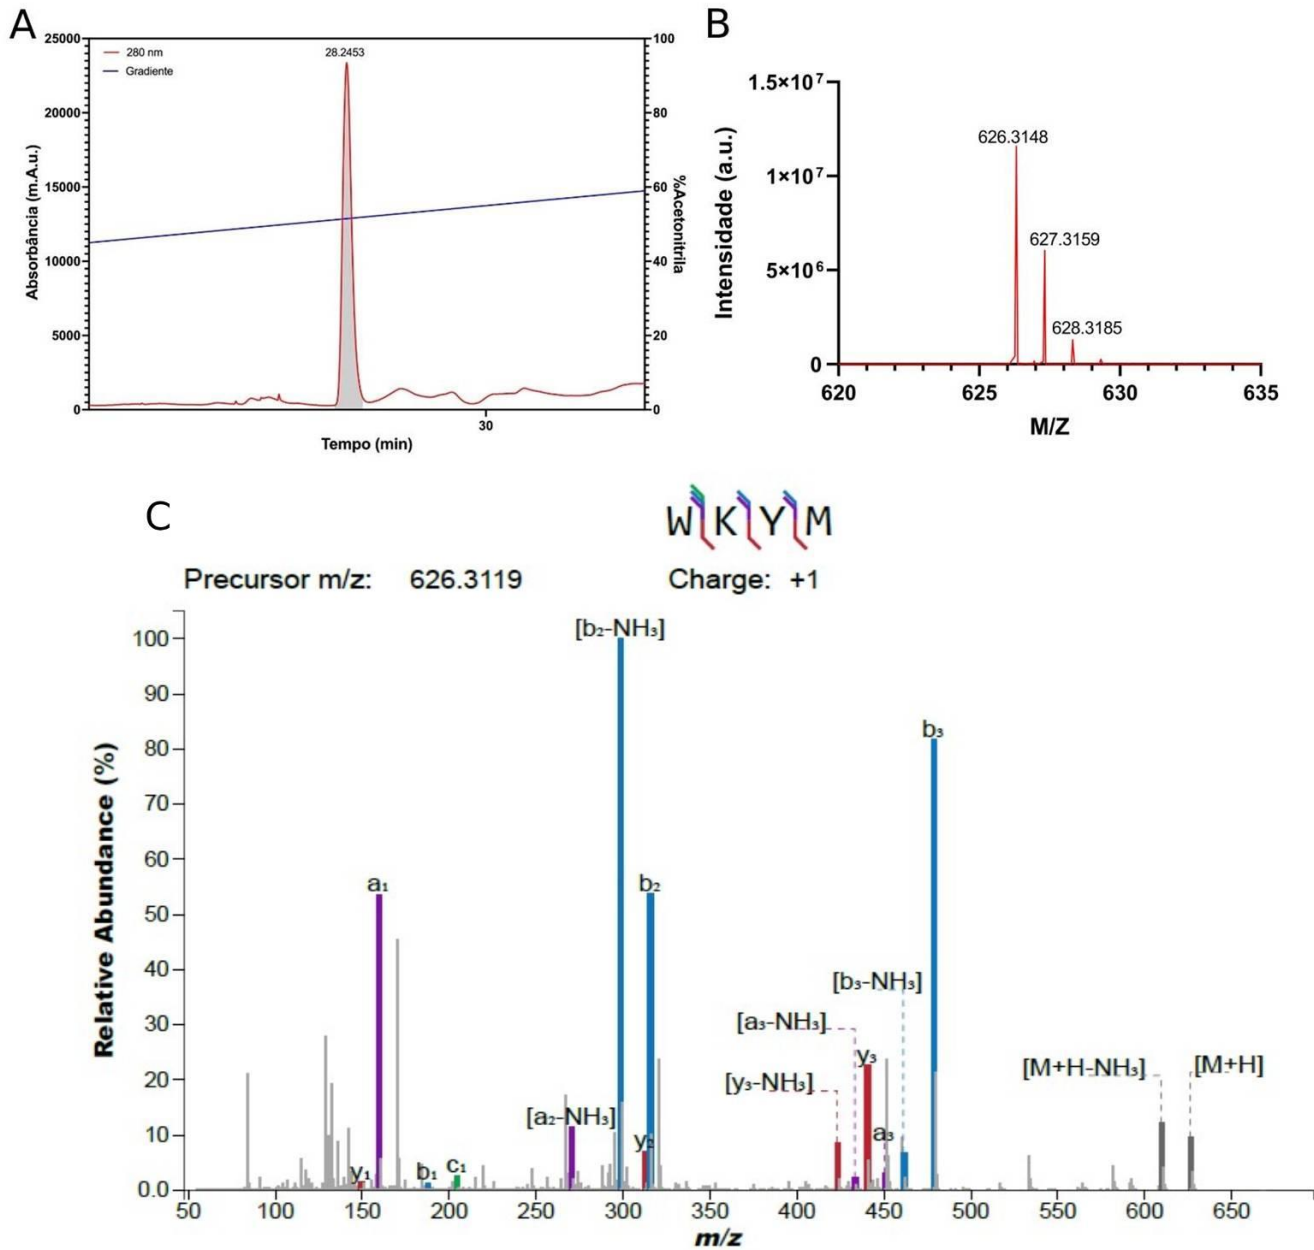 A
25000
20000
15000
10000
5000
0
Absorbância (m.A.u.)
280 nm
Gradiente
28.2453
100
80
60
40
20
0
%Acetonitrila
30
Tempo (min)
B
1.5×10⁷
1×10⁷
5×10⁶
0
Intensidade (a.u.)
626.3148
627.3159
628.3185
620 625 630 635
M/Z
C
W K Y M
Precursor m/z: 626.3119 Charge: +1
100
90
80
70
60
50
40
30
20
10
0.0
Relative Abundance (%)
[b₂-NH₃]
b₃
a₁
b₂
[b₃-NH₃]
[a₃-NH₃]
y₃
[y₃-NH₃]
[M+H-NH₃]
[M+H]
[a₂-NH₃]
y₂
a₃
y₁
b₁
c₁
50 100 150 200 250 300 350 400 450 500 550 600 650
m/z